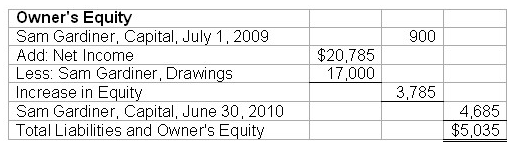 Owner's Equity
Sam Gardiner, Capital, July 1, 2009 900
Add: Net Income $20,785
Less: Sam Gardiner, Drawings 17,000
Increase in Equity 3,785
Sam Gardiner, Capital, June 30, 2010 4,685
Total Liabilities and Owner's Equity $5,035